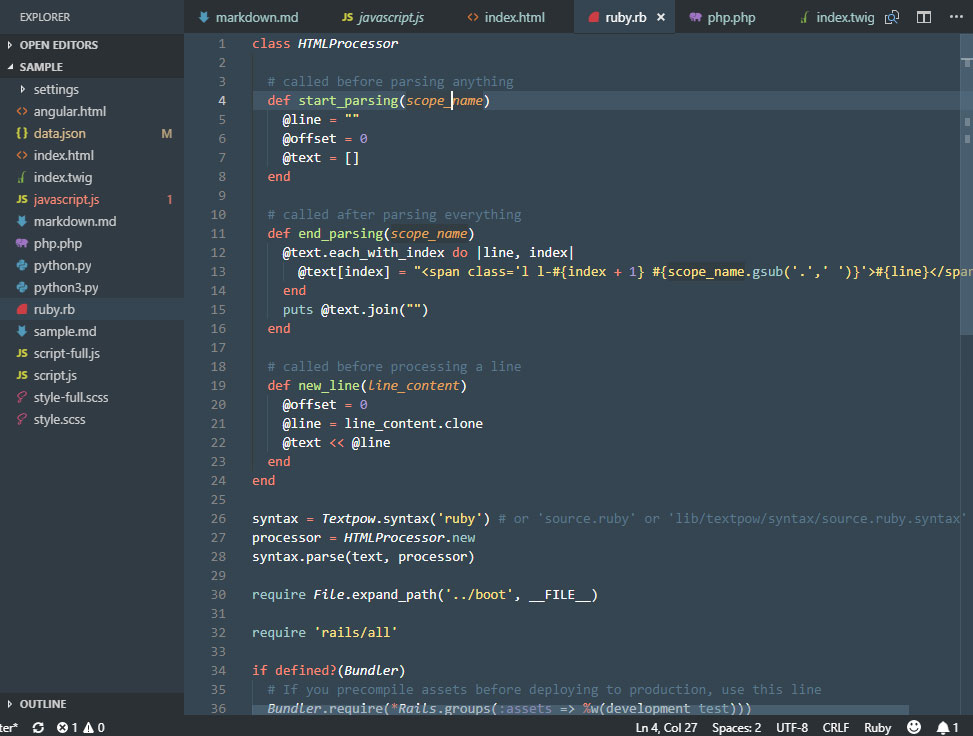 EXPLORER
OPEN EDITORS
SAMPLE
settings
angular.html
data.json M
index.html
index.twig
javascript.js 1
markdown.md
php.php
python.py
python3.py
ruby.rb
sample.md
script-full.js
script.js
style-full.scss
style.scss
OUTLINE
markdown.md JS javascript.js index.html ruby.rb × php.php index.twig
1 class HTMLProcessor
2
3 # called before parsing anything
4 def start_parsing(scope_name)
5 @line = ""
6 @offset = 0
7 @text = []
8 end
9
10 # called after parsing everything
11 def end_parsing(scope_name)
12 @text.each_with_index do |line, index|
13 @text[index] = "<span class='l l-#{index + 1} #{scope_name.gsub('.',' ')}'>#{line}</span
14 end
15 puts @text.join("")
16 end
17
18 # called before processing a line
19 def new_line(line_content)
20 @offset = 0
21 @line = line_content.clone
22 @text << @line
23 end
24 end
25
26 syntax = Textpow.syntax('ruby') # or 'source.ruby' or 'lib/textpow/syntax/source.ruby.syntax'
27 processor = HTMLProcessor.new
28 syntax.parse(text, processor)
29
30 require File.expand_path('../boot', __FILE__)
31
32 require 'rails/all'
33
34 if defined?(Bundler)
35 # If you precompile assets before deploying to production, use this line
36 Bundler.require(*Rails.groups(:assets => %w(development test)))
ter* 1 0 Ln 4, Col 27 Spaces: 2 UTF-8 CRLF Ruby 1